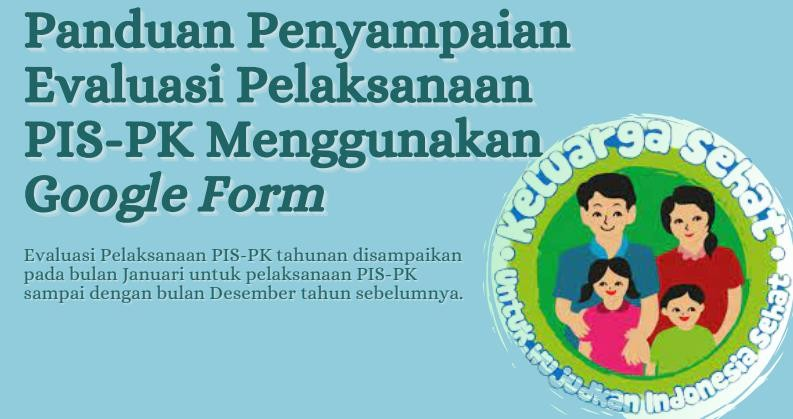 Panduan Penyampaian
Evaluasi Pelaksanaan
PIS-PK Menggunakan
Google Form
Evaluasi Pelaksanaan PIS-PK tahunan disampaikan
pada bulan Januari untuk pelaksanaan PIS-PK
sampai dengan bulan Desember tahun sebelumnya.
• Keluarga Sehat •
untuk wujudkan Indonesia Sehat